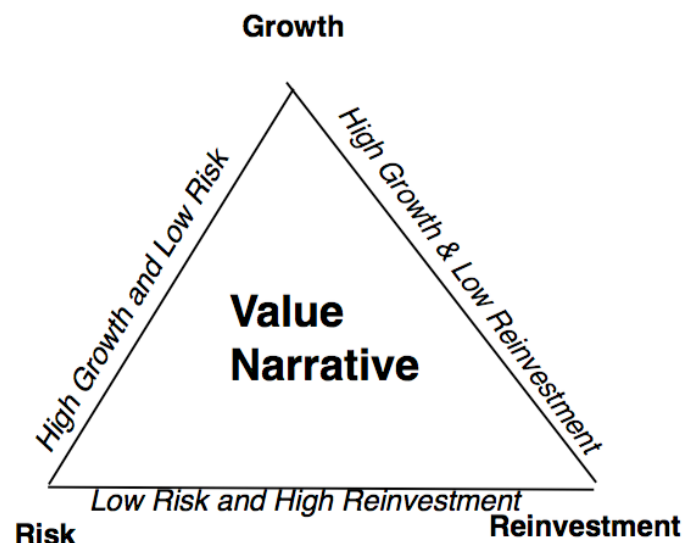 Growth
High Growth and Low Risk
High Growth & Low Reinvestment
Value
Narrative
Low Risk and High Reinvestment
Risk
Reinvestment